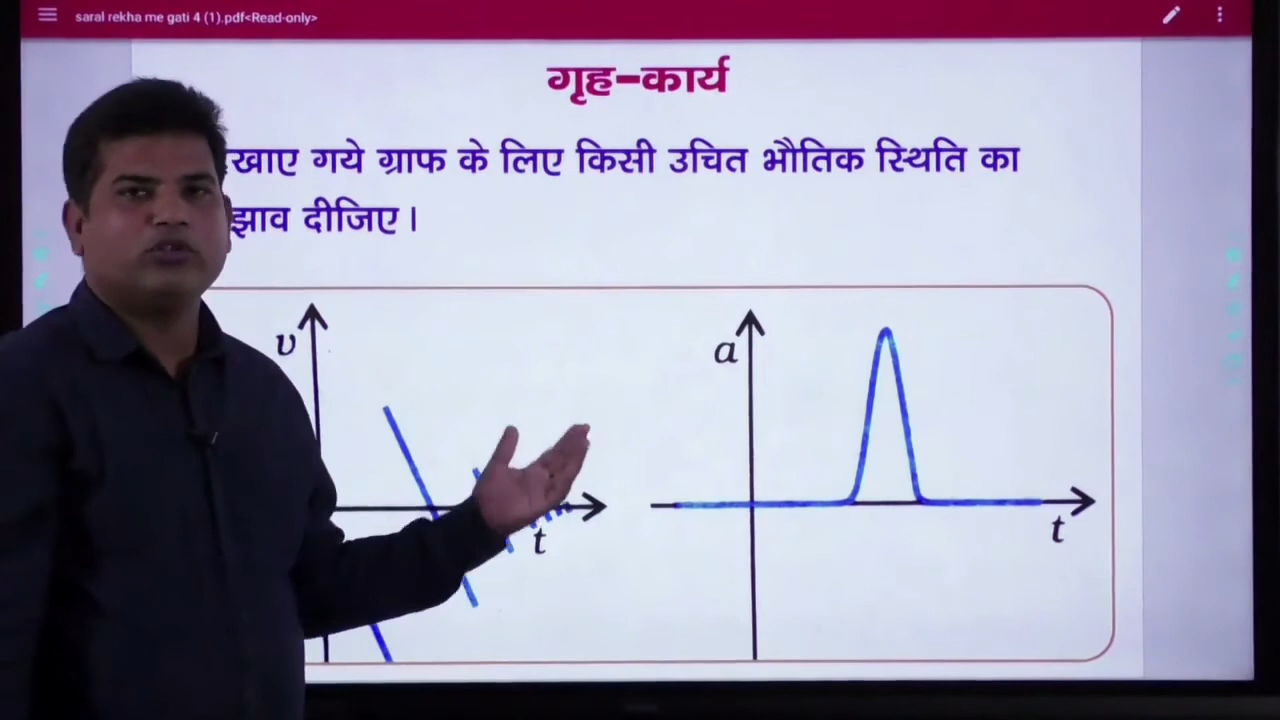 saral rekha me gati 4 (1).pdf<Read-only>
गृह-कार्य
गये ग्राफ के लिए किसी उचित भौतिक स्थिति का
दीजिए।
υ
a
t
t